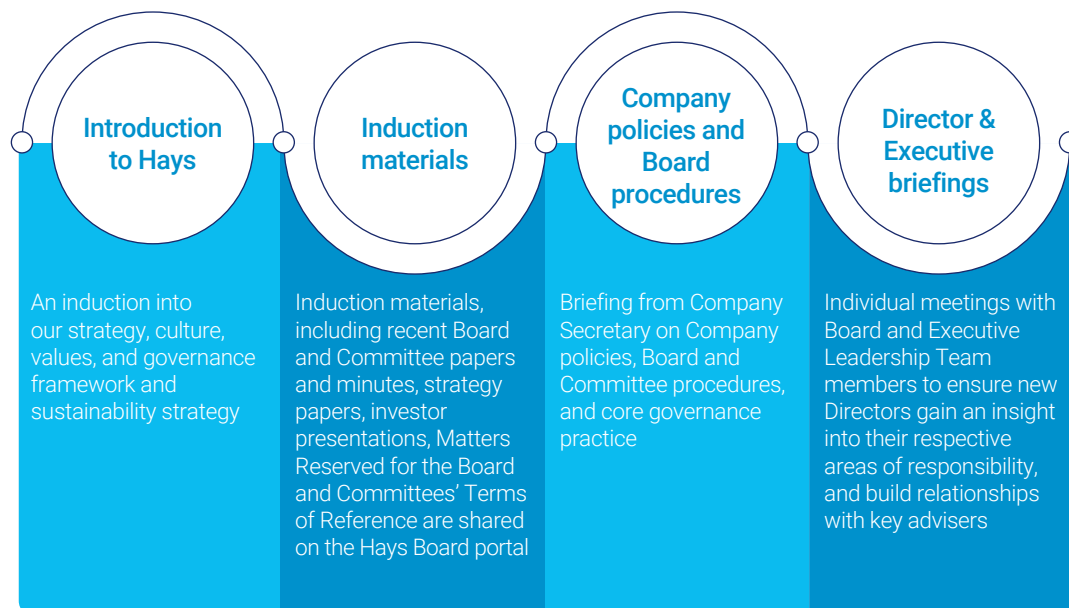 Introduction
to Hays
An induction into
our strategy, culture,
values, and governance
framework and
sustainability strategy
Induction
materials
Induction materials,
including recent Board
and Committee papers
and minutes, strategy
papers, investor
presentations, Matters
Reserved for the Board
and Committees’ Terms
of Reference are shared
on the Hays Board portal
Company
policies and
Board
procedures
Briefing from Company
Secretary on Company
policies, Board and
Committee procedures,
and core governance
practice
Director &
Executive
briefings
Individual meetings with
Board and Executive
Leadership Team
members to ensure new
Directors gain an insight
into their respective
areas of responsibility,
and build relationships
with key advisers